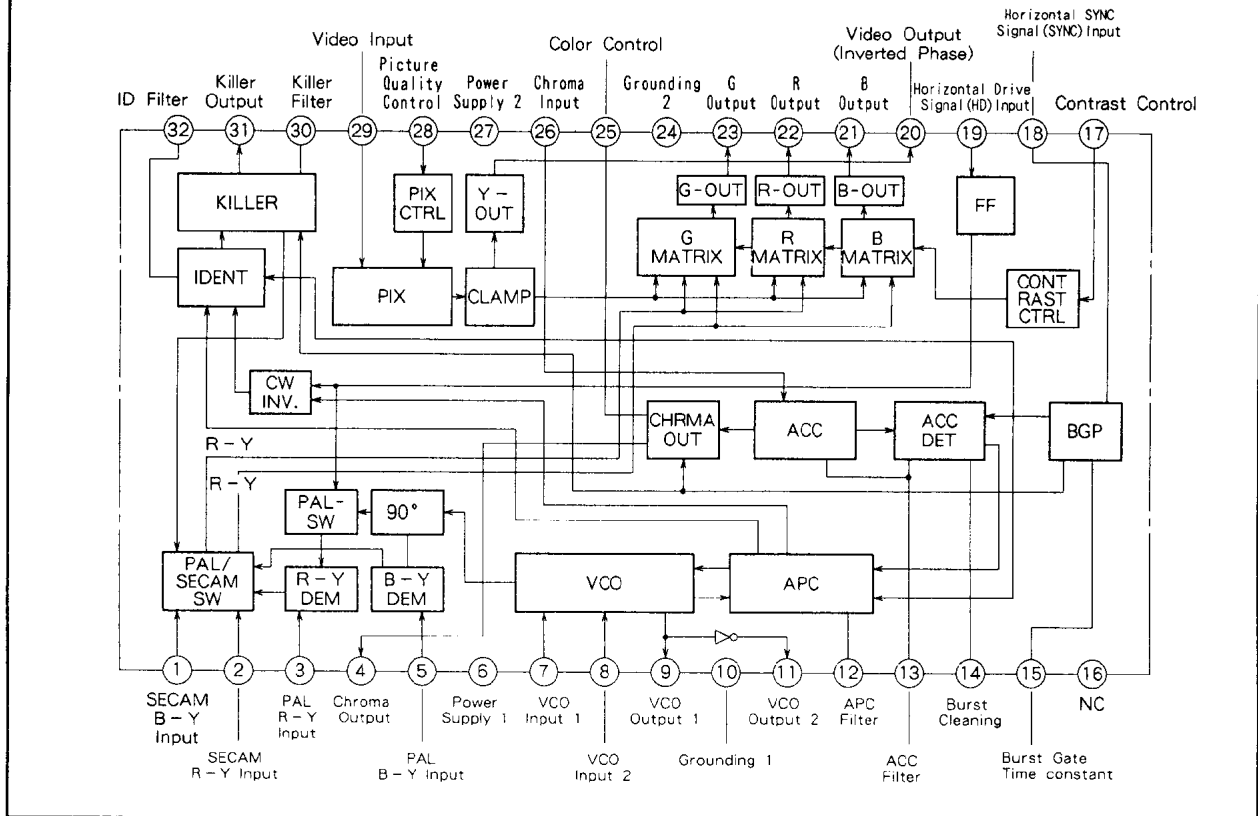 Horizontal SYNC
Signal(SYNC) Input
Video Input
Color Control
Video Output
(Inverted Phase)
Picture
Quality
Control
Killer
Output
Killer
Filter
Power
Supply 2
Chroma
Input
Grounding
2
G
Output
R
Output
B
Output
Horizontal Drive
Signal(HD) Input
ID Filter
Contrast Control
32
31
30
29
28
27
26
25
24
23
22
21
20
19
18
17
KILLER
PIX
CTRL
Y-
OUT
G-OUT
R-OUT
B-OUT
FF
IDENT
PIX
CLAMP
G
MATRIX
R
MATRIX
B
MATRIX
CONT
RAST
CTRL
CW
INV.
CHRMA
OUT
ACC
ACC
DET
BGP
R-Y
R-Y
PAL-
SW
90°
PAL/
SECAM
SW
R-Y
DEM
B-Y
DEM
VCO
APC
1
2
3
4
5
6
7
8
9
10
11
12
13
14
15
16
SECAM
B-Y
Input
SECAM
R-Y Input
PAL
R-Y
Input
Chroma
Output
PAL
B-Y Input
Power
Supply 1
VCO
Input 1
VCO
Input 2
VCO
Output 1
Grounding 1
VCO
Output 2
APC
Filter
ACC
Filter
Burst
Cleaning
Burst Gate
Time constant
NC